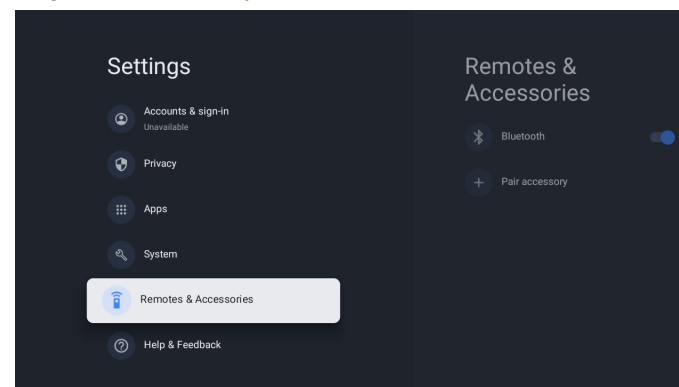 Settings
Accounts & sign-in
Unavailable
Privacy
Apps
System
Remotes & Accessories
Help & Feedback
Remotes &
Accessories
Bluetooth
Pair accessory